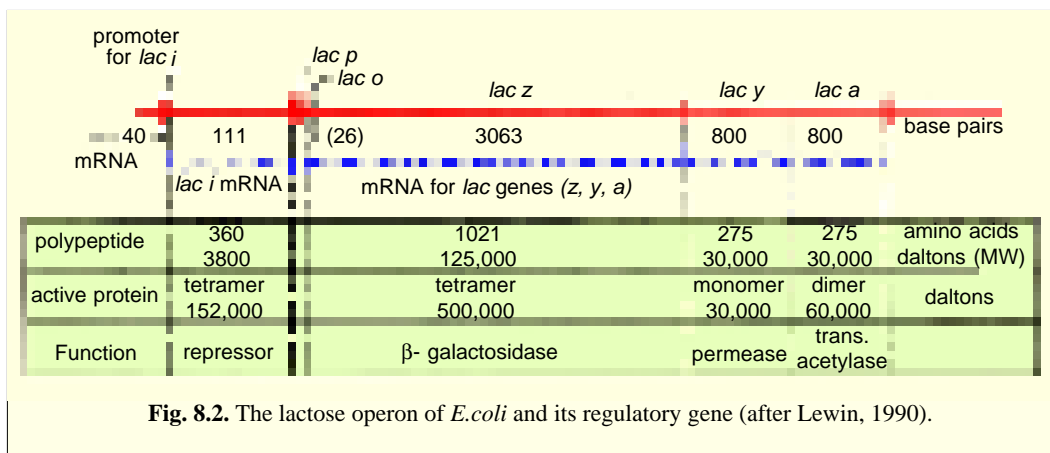 promoter
for lac i
lac p
lac o
lac z lac y lac a
40 111 (26) 3063 800 800 base pairs
mRNA
lac i mRNA mRNA for lac genes (z, y, a)
polypeptide 360 1021 275 275 amino acids
3800 125,000 30,000 30,000 daltons (MW)
active protein tetramer tetramer monomer dimer daltons
152,000 500,000 30,000 60,000
Function repressor β- galactosidase permease trans.
acetylase
Fig. 8.2. The lactose operon of E.coli and its regulatory gene (after Lewin, 1990).